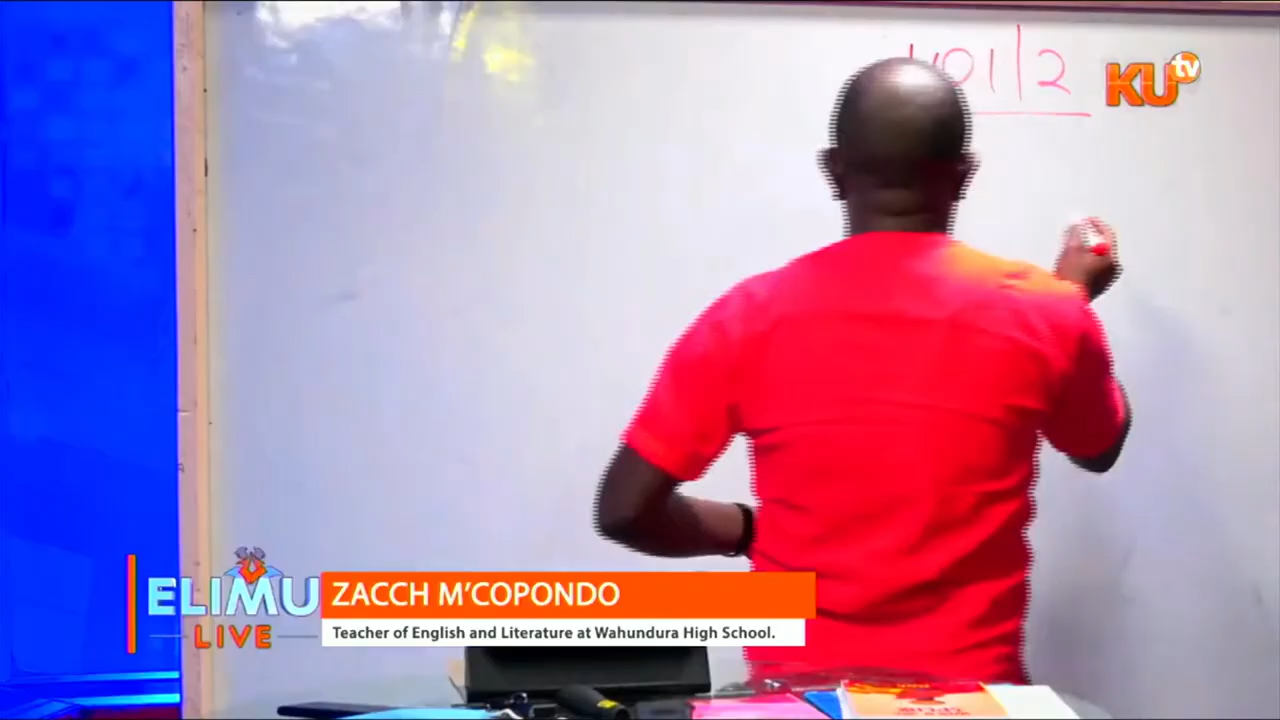 KU tv
ELIMU
LIVE
ZACCH M'COPONDO
Teacher of English and Literature at Wahundura High School.